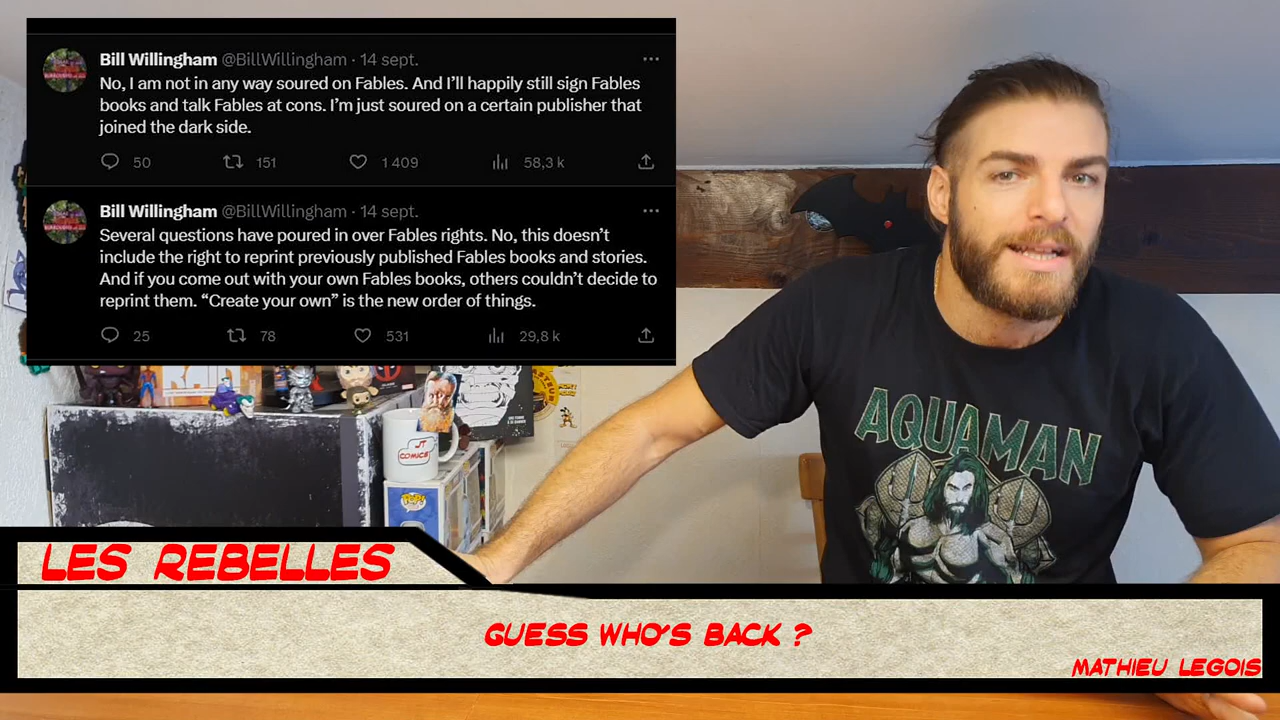 Bill Willingham @BillWillingham · 14 sept.
No, I am not in any way soured on Fables. And I'll happily still sign Fables
books and talk Fables at cons. I'm just soured on a certain publisher that
joined the dark side.
50 151 1 409 58,3 k
Bill Willingham @BillWillingham · 14 sept.
Several questions have poured in over Fables rights. No, this doesn't
include the right to reprint previously published Fables books and stories.
And if you come out with your own Fables books, others couldn't decide to
reprint them. “Create your own” is the new order of things.
25 78 531 29,8 k
AQUAMAN
JT
COMICS
POP!
LES REBELLES
GUESS WHO'S BACK ?
MATHIEU LEGOIS